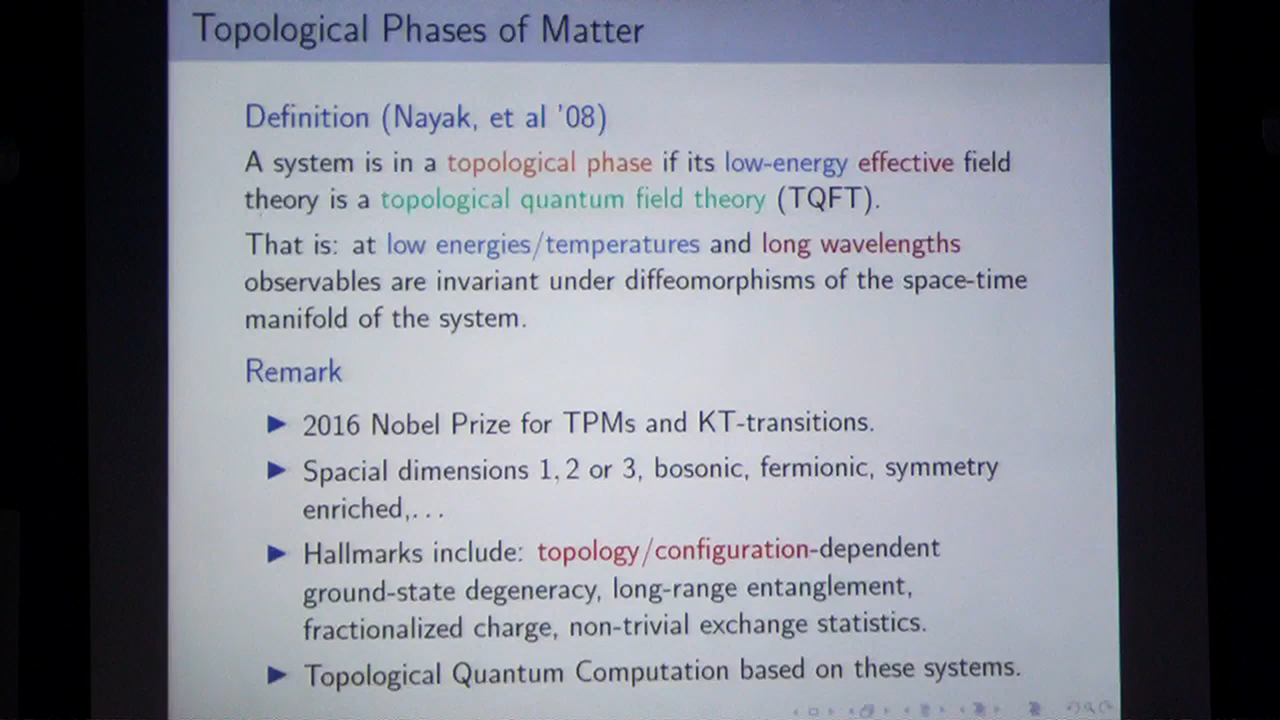 Topological Phases of Matter
Definition (Nayak, et al '08)
A system is in a topological phase if its low-energy effective field
theory is a topological quantum field theory (TQFT).
That is: at low energies/temperatures and long wavelengths
observables are invariant under diffeomorphisms of the space-time
manifold of the system.
Remark
▶ 2016 Nobel Prize for TPMs and KT-transitions.
▶ Spacial dimensions 1, 2 or 3, bosonic, fermionic, symmetry
enriched,...
▶ Hallmarks include: topology/configuration-dependent
ground-state degeneracy, long-range entanglement,
fractionalized charge, non-trivial exchange statistics.
▶ Topological Quantum Computation based on these systems.